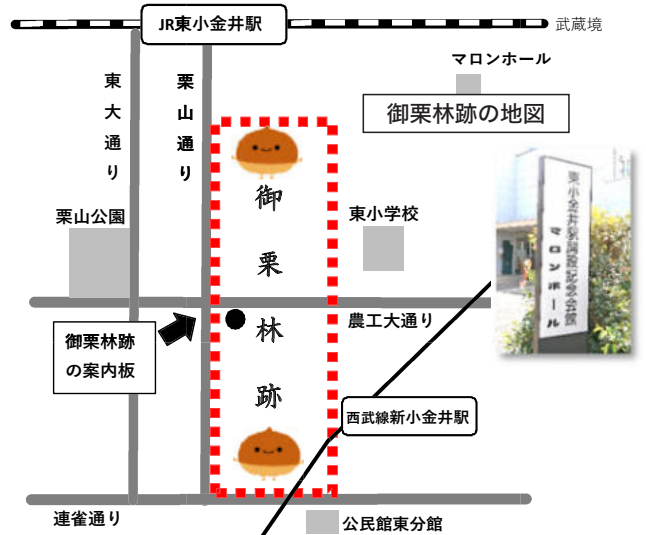 JR東小金井駅
武蔵境
マロンホール
御栗林跡の地図
東大通り
栗山通り
御栗林跡
栗山公園
東小学校
東小金井駅開設記念会館
マロンホール
農工大通り
御栗林跡
の案内板
西武線新小金井駅
連雀通り
公民館東分館